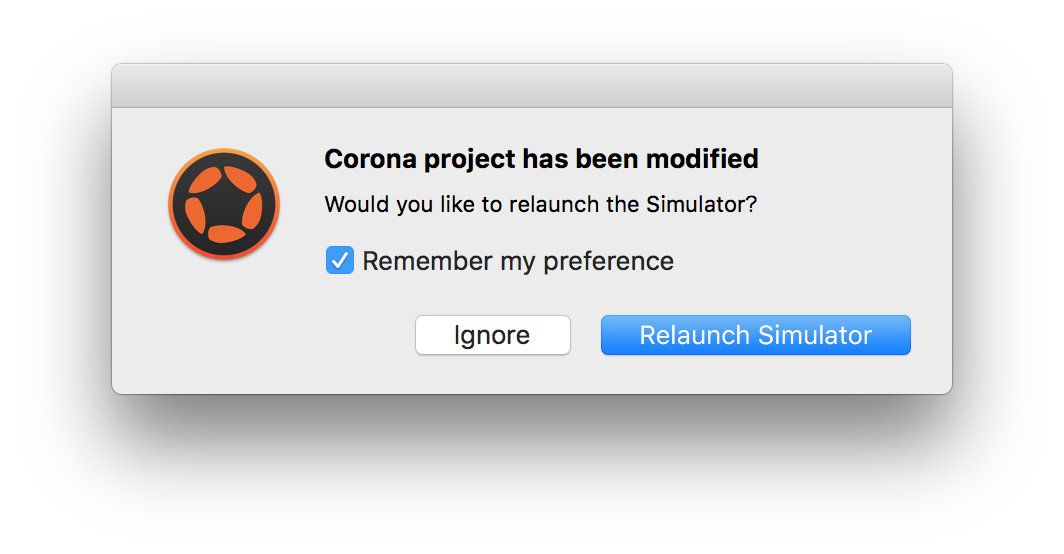 Corona project has been modified
Would you like to relaunch the Simulator?
Remember my preference
Ignore
Relaunch Simulator